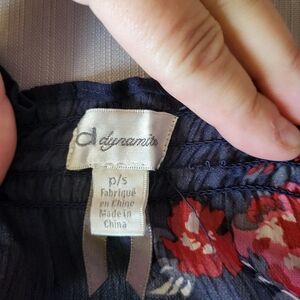 dynamite
p/s
Fabriqué
en Chine
Made in
China